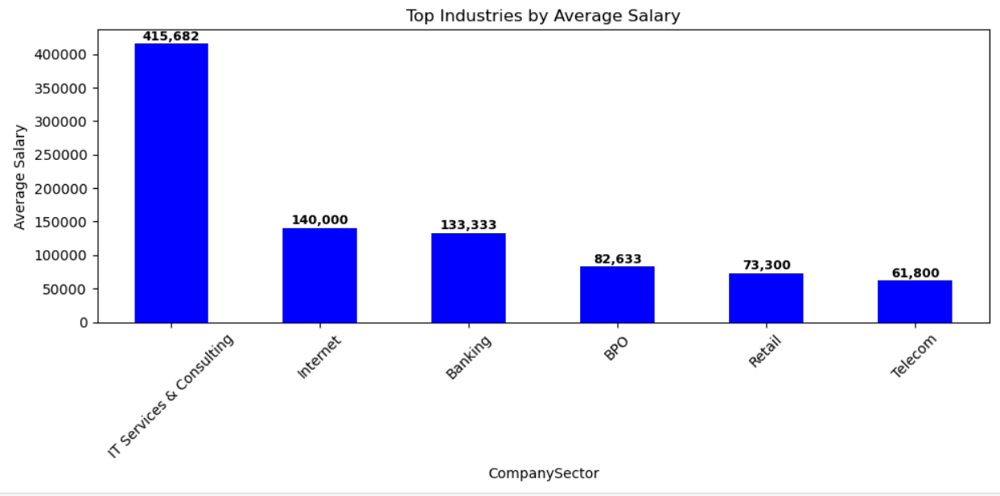 Top Industries by Average Salary
415,682
140,000
133,333
82,633
73,300
61,800
400000
350000
300000
250000
200000
150000
100000
50000
0
Average Salary
IT Services & Consulting
Internet
Banking
BPO
Retail
Telecom
CompanySector